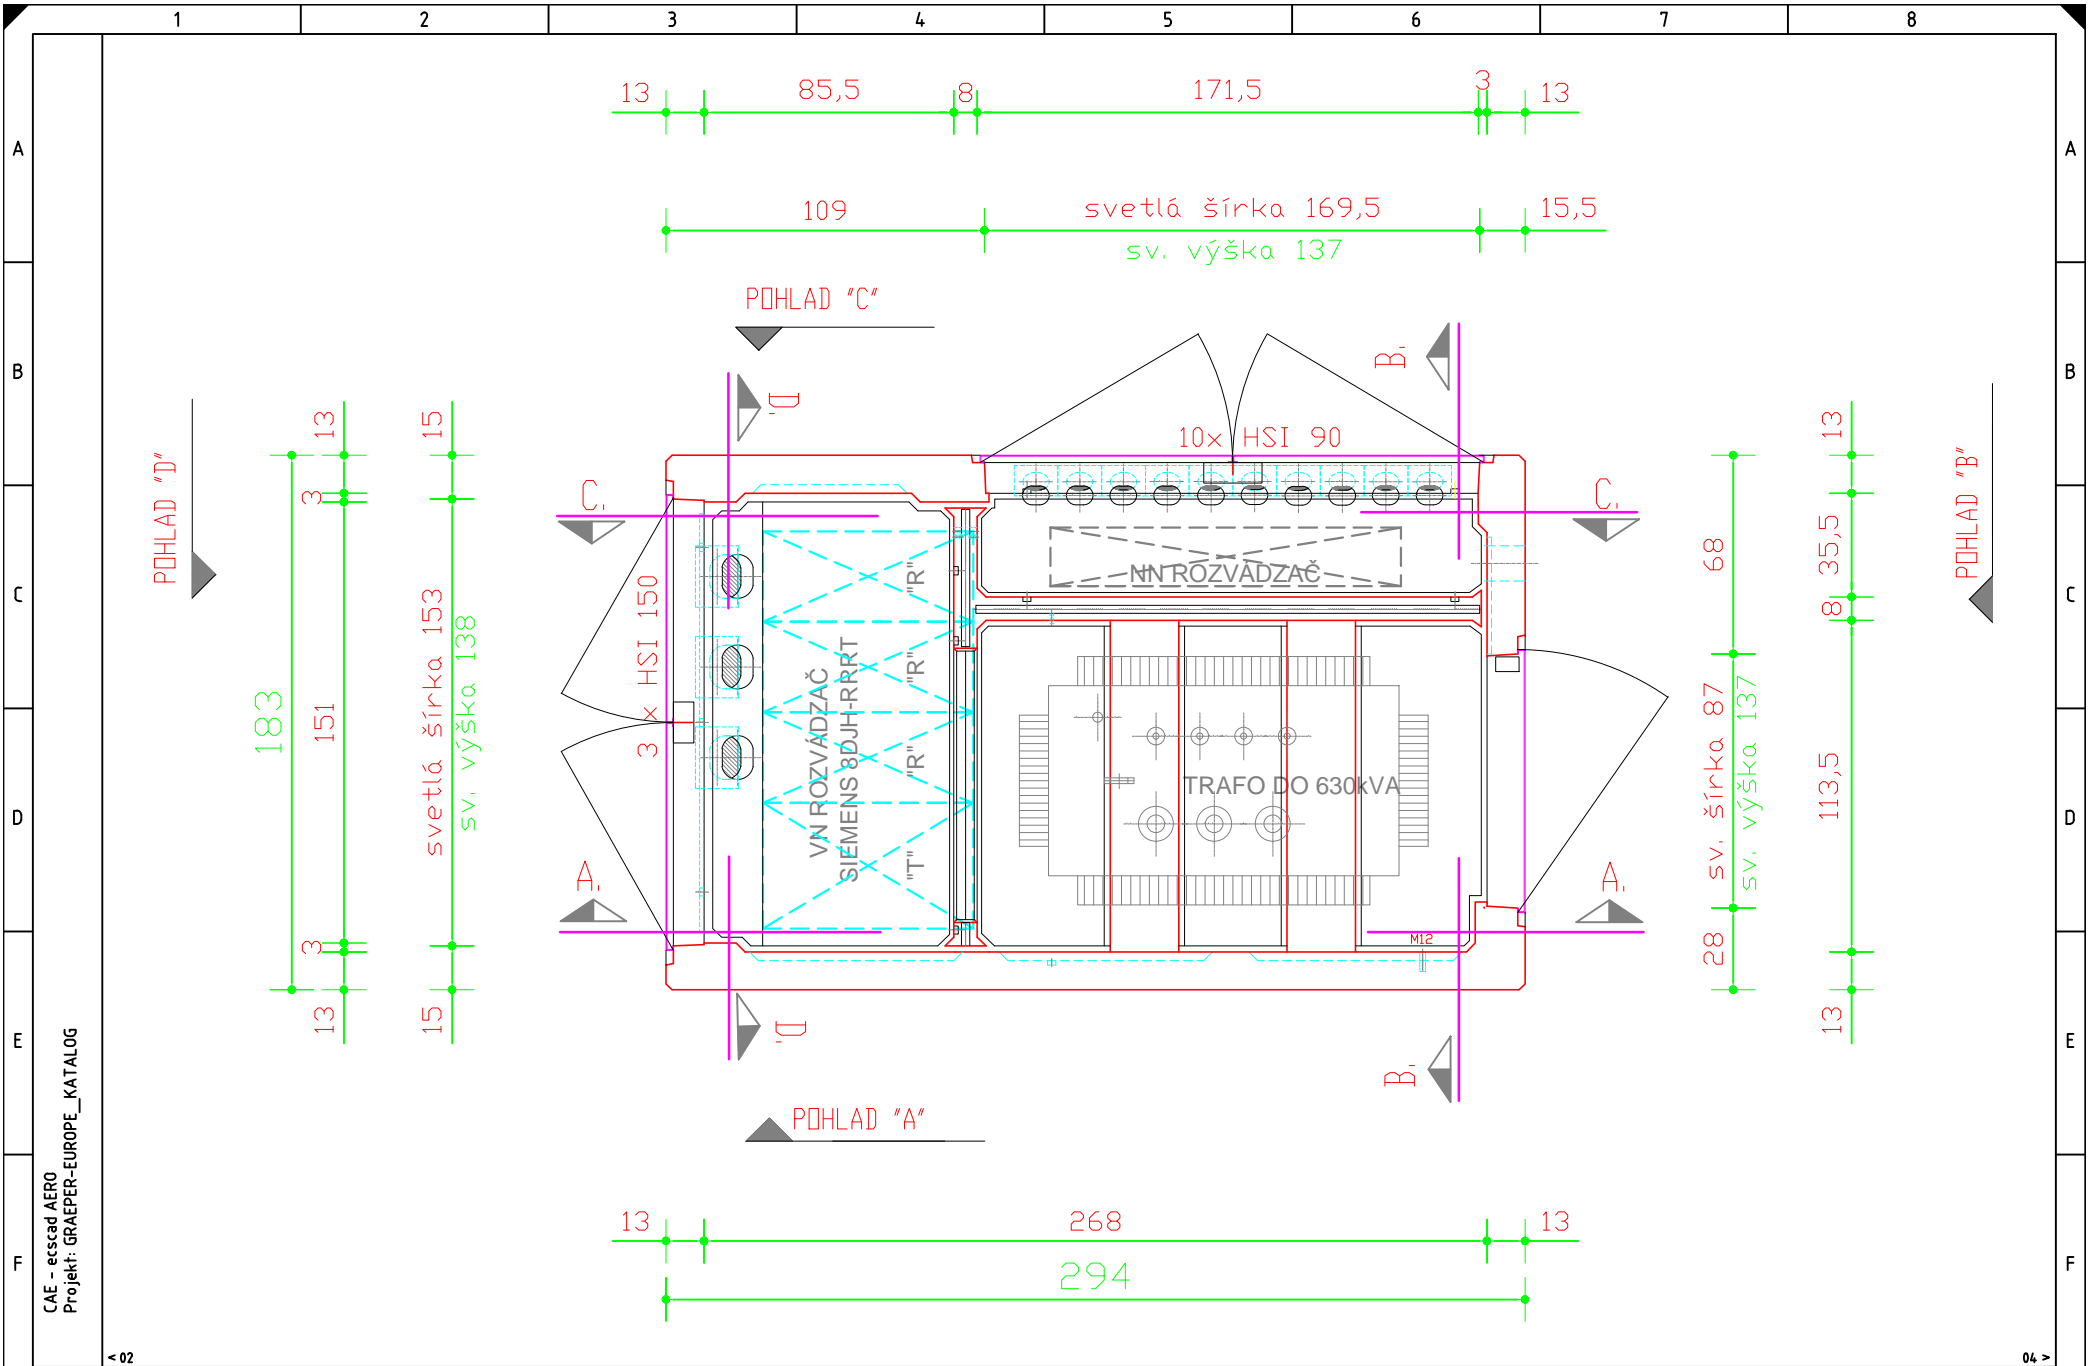 1 2 3 4 5 6 7 8
13 85,5 8 171,5 3 13
A A
109 svetlá šírka 169,5 15,5
sv. výška 137
POHLAD "C"
B B
B.
D.
13 15 13
10x HSI 90
POHLAD "D"
POHLAD "B"
3
C. C.
68
35,5
NN ROZVÁDZAČ
C C
8
"R"
"R"
"R"
"T"
3 x HSI 150
VN ROZVÁDZAČ
SIEMENS 8DJH-RRRT
svetlá šírka 153
sv. výška 138
183
151
sv. šírka 87
sv. výška 137
TRAFO DO 630kVA
113,5
D D
A. A.
M12
3
28
13 15 13
D.
E E
B.
POHLAD "A"
13 268 13
294
F F
CAE - ecscad AERO
Projekt: GRAEPER-EUROPE_KATALOG
< 02 04 >